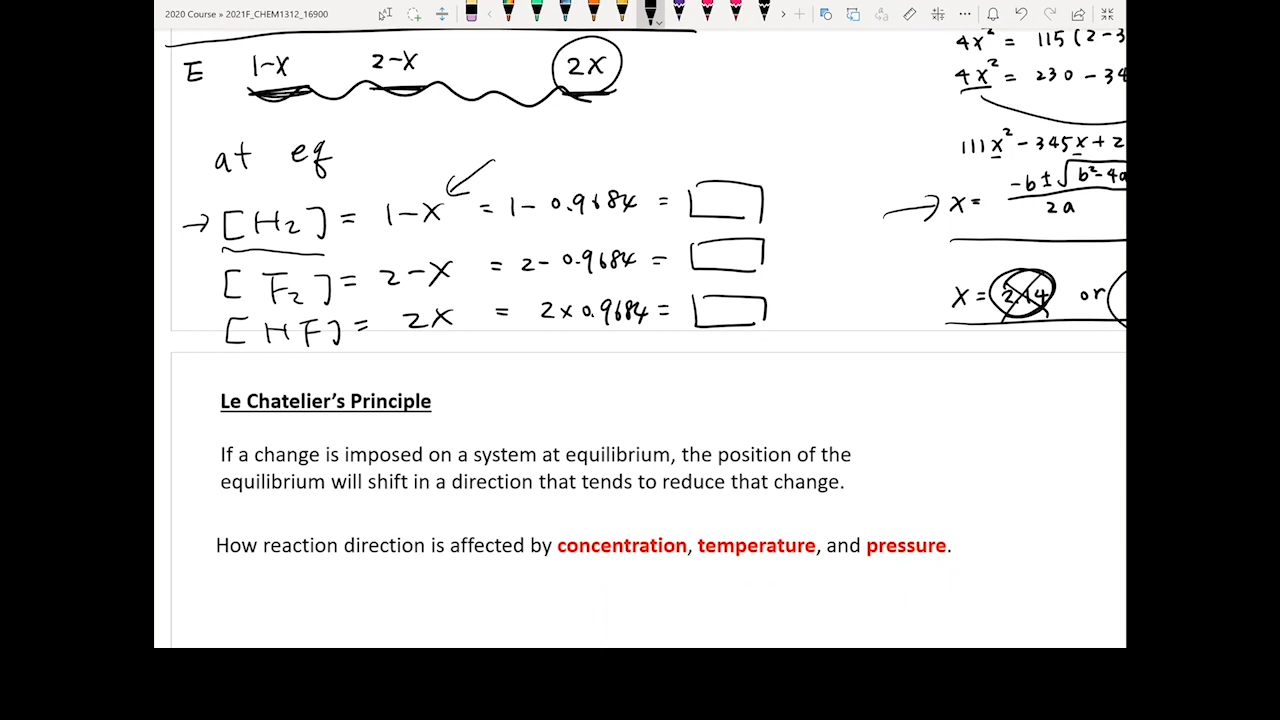 2020 Course » 2021F_CHEM1312_16900
E 1-X 2-X 2X
at eq
→ [H2] = 1-X = 1- 0.9684 =
[F2] = 2-X = 2- 0.9684 =
[HF] = 2X = 2 x 0.9684 =
4x² = 115 (2-3
4x² = 230 - 34
111x² - 345x + 2
→ X = -b ± √b²-4a
2a
X = 2.14 or
Le Chatelier's Principle
If a change is imposed on a system at equilibrium, the position of the
equilibrium will shift in a direction that tends to reduce that change.
How reaction direction is affected by concentration, temperature, and pressure.